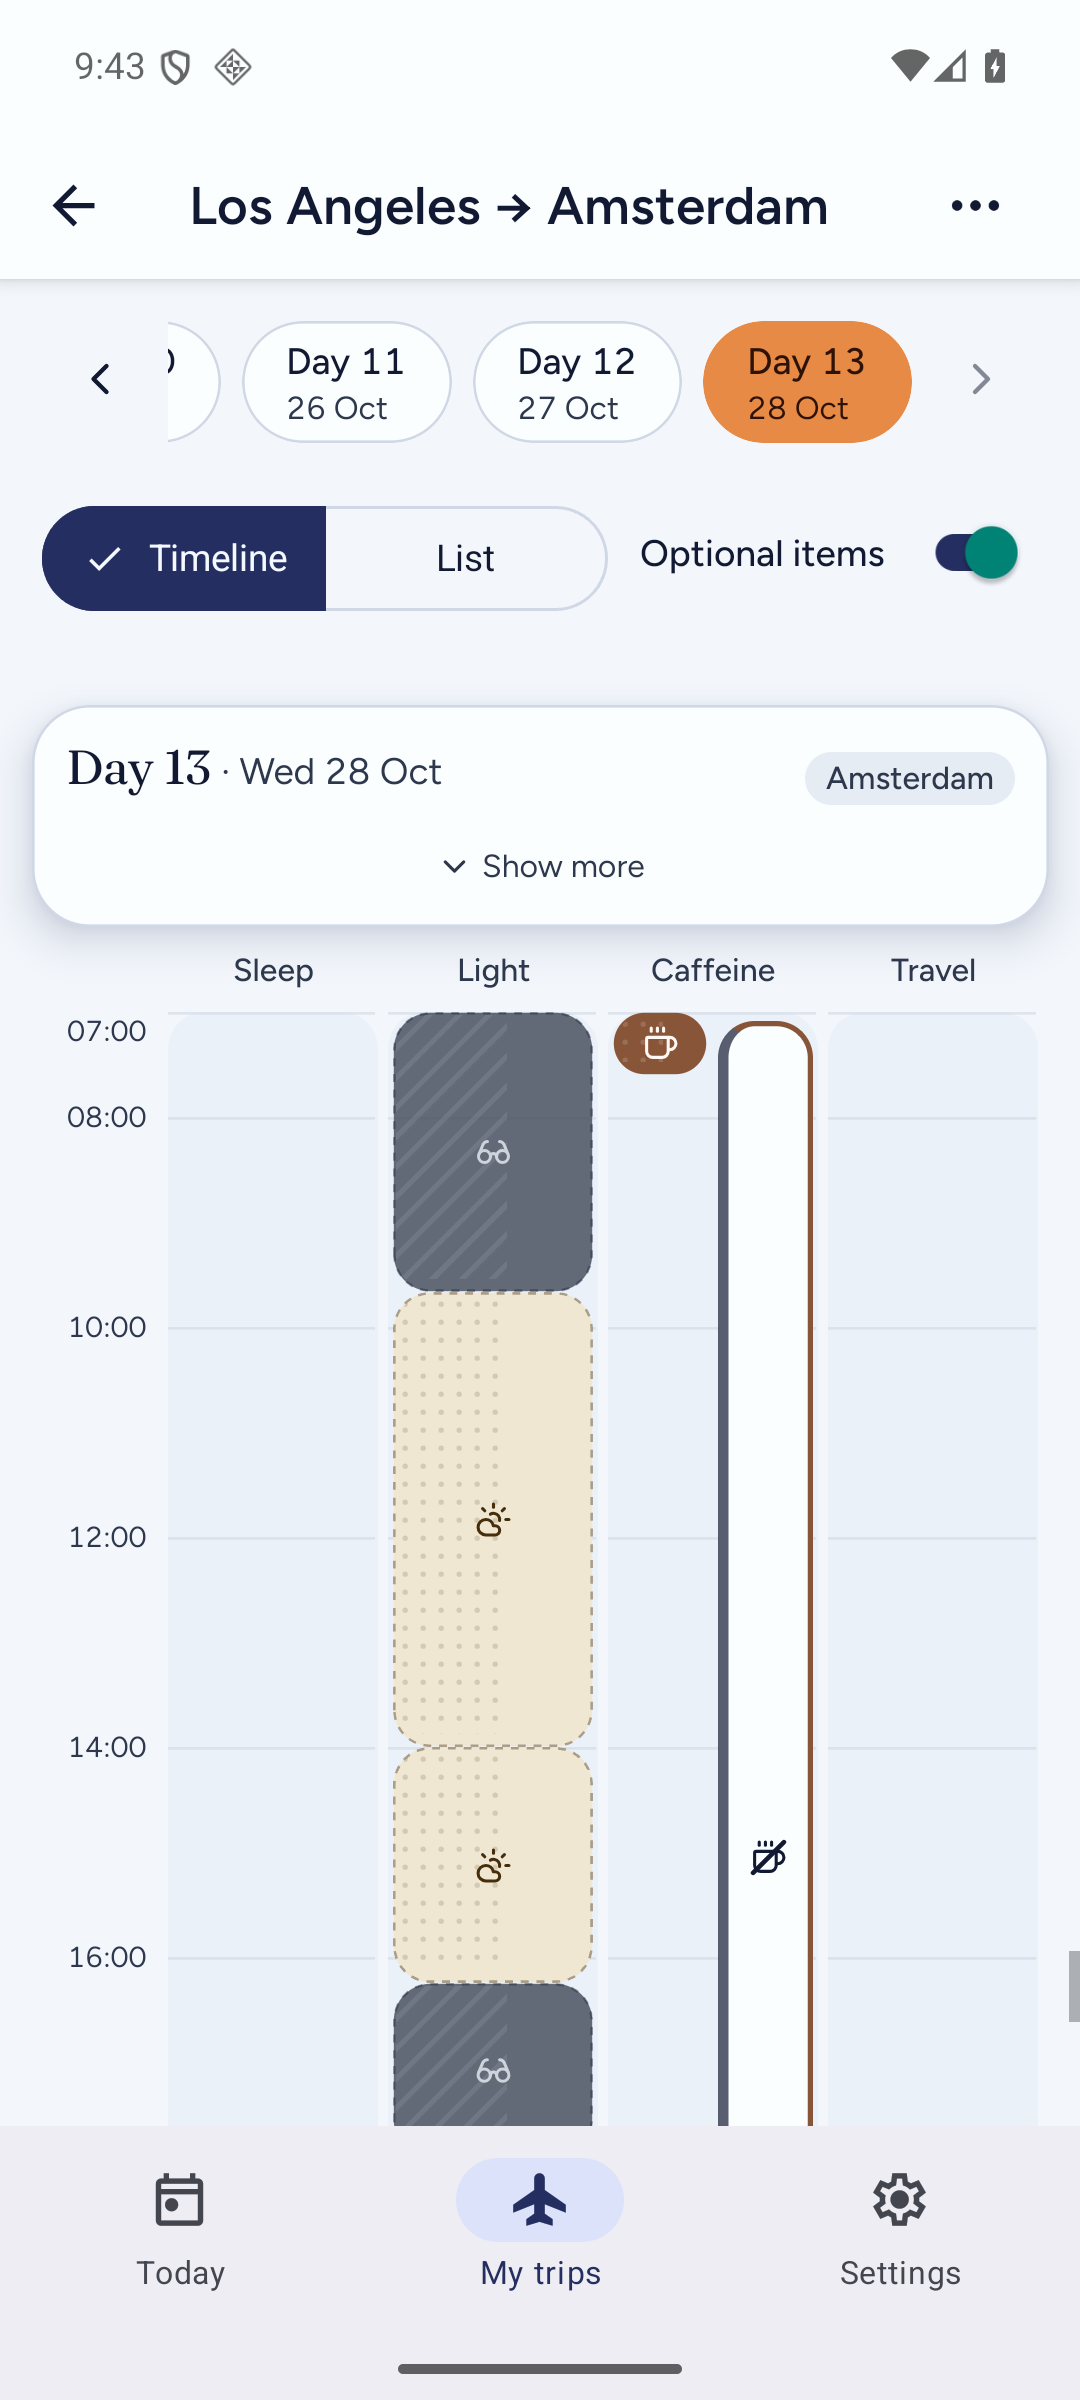 9:43
Los Angeles → Amsterdam
Day 11
26 Oct
Day 12
27 Oct
Day 13
28 Oct
Timeline
List
Optional items
Day 13 · Wed 28 Oct
Amsterdam
Show more
Sleep
Light
Caffeine
Travel
07:00
08:00
10:00
12:00
14:00
16:00
Today
My trips
Settings